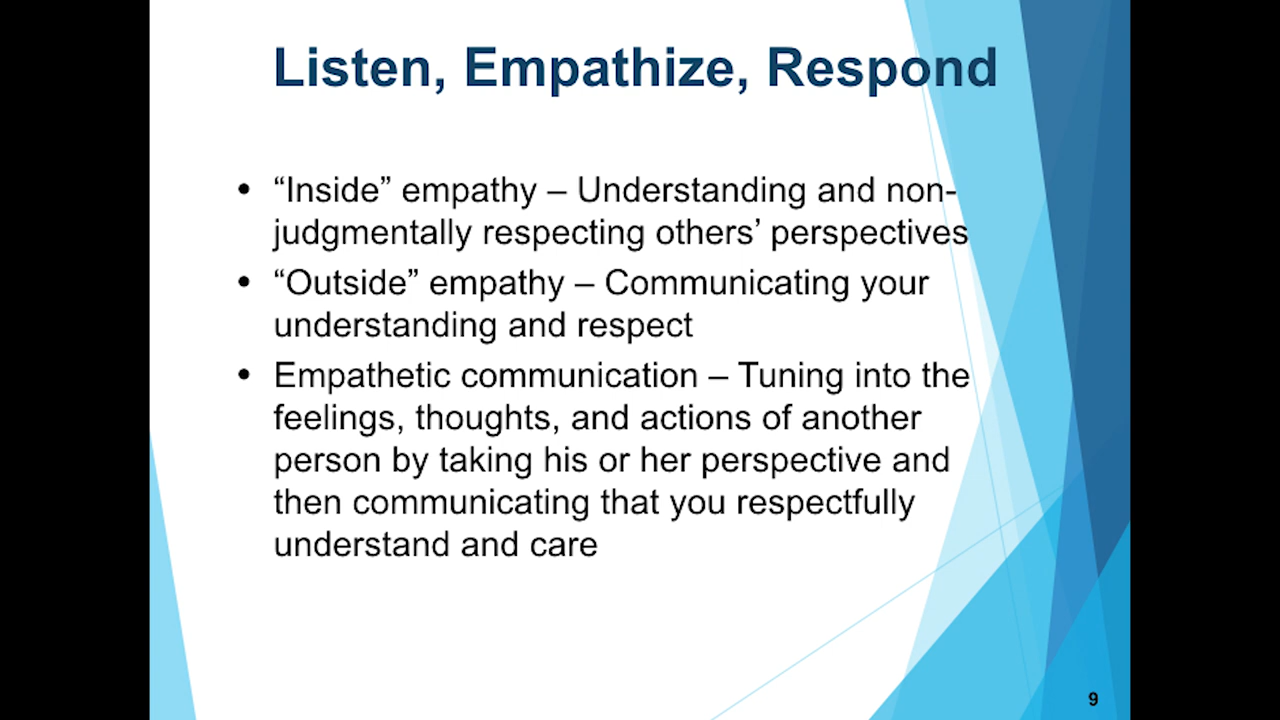 Listen, Empathize, Respond
• “Inside” empathy – Understanding and non-
judgmentally respecting others’ perspectives
• “Outside” empathy – Communicating your
understanding and respect
• Empathetic communication – Tuning into the
feelings, thoughts, and actions of another
person by taking his or her perspective and
then communicating that you respectfully
understand and care
9